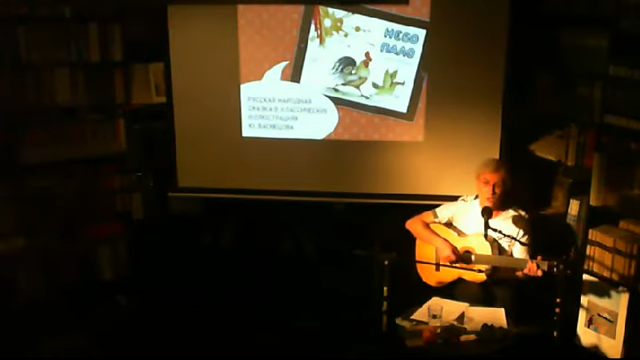 НЕБО
ПАЛО
РУССКАЯ НАРОДНАЯ
СКАЗКА В КЛАССИЧЕСКИХ
ИЛЛЮСТРАЦИЯХ
Ю. ВАСНЕЦОВА